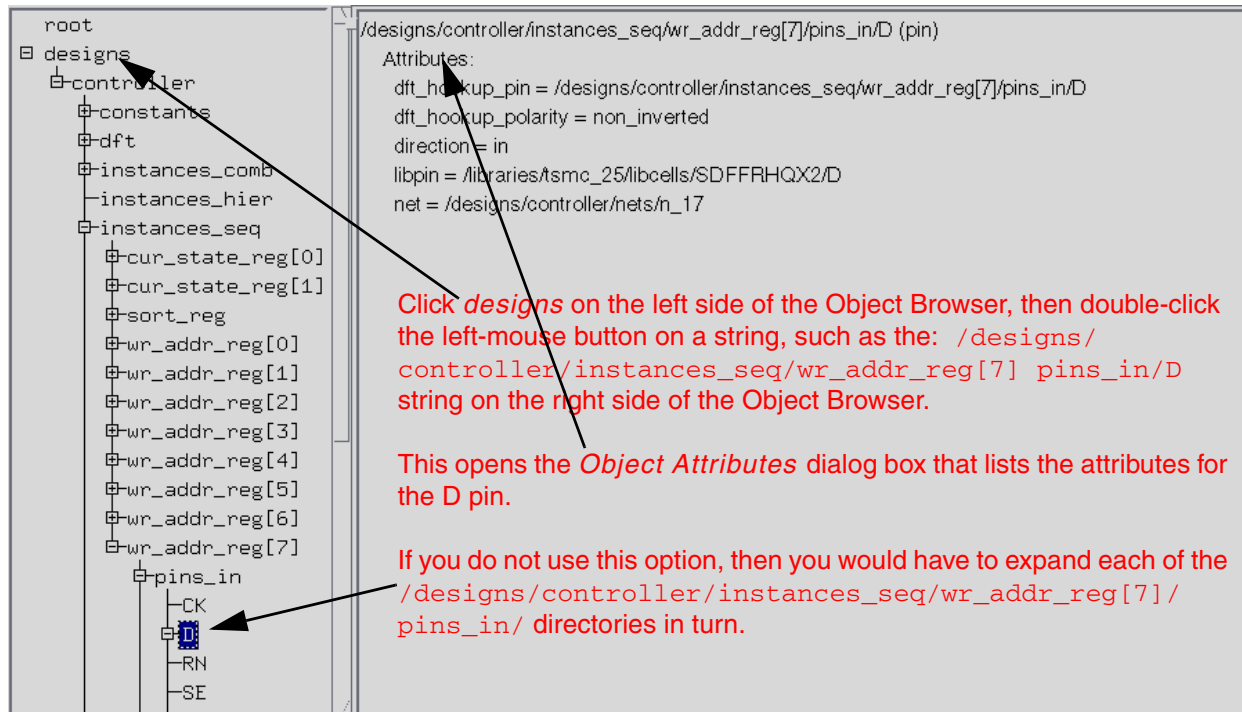 root
designs
controller
constants
dft
instances_comb
instances_hier
instances_seq
cur_state_reg[0]
cur_state_reg[1]
sort_reg
wr_addr_reg[0]
wr_addr_reg[1]
wr_addr_reg[2]
wr_addr_reg[3]
wr_addr_reg[4]
wr_addr_reg[5]
wr_addr_reg[6]
wr_addr_reg[7]
pins_in
CK
D
RN
SE
/designs/controller/instances_seq/wr_addr_reg[7]/pins_in/D (pin)
Attributes:
dft_hookup_pin = /designs/controller/instances_seq/wr_addr_reg[7]/pins_in/D
dft_hookup_polarity = non_inverted
direction = in
libpin = /libraries/tsmc_25/libcells/SDFFRHQX2/D
net = /designs/controller/nets/n_17
Click designs on the left side of the Object Browser, then double-click
the left-mouse button on a string, such as the: /designs/
controller/instances_seq/wr_addr_reg[7] pins_in/D
string on the right side of the Object Browser.
This opens the Object Attributes dialog box that lists the attributes for
the D pin.
If you do not use this option, then you would have to expand each of the
/designs/controller/instances_seq/wr_addr_reg[7]/
pins_in/ directories in turn.